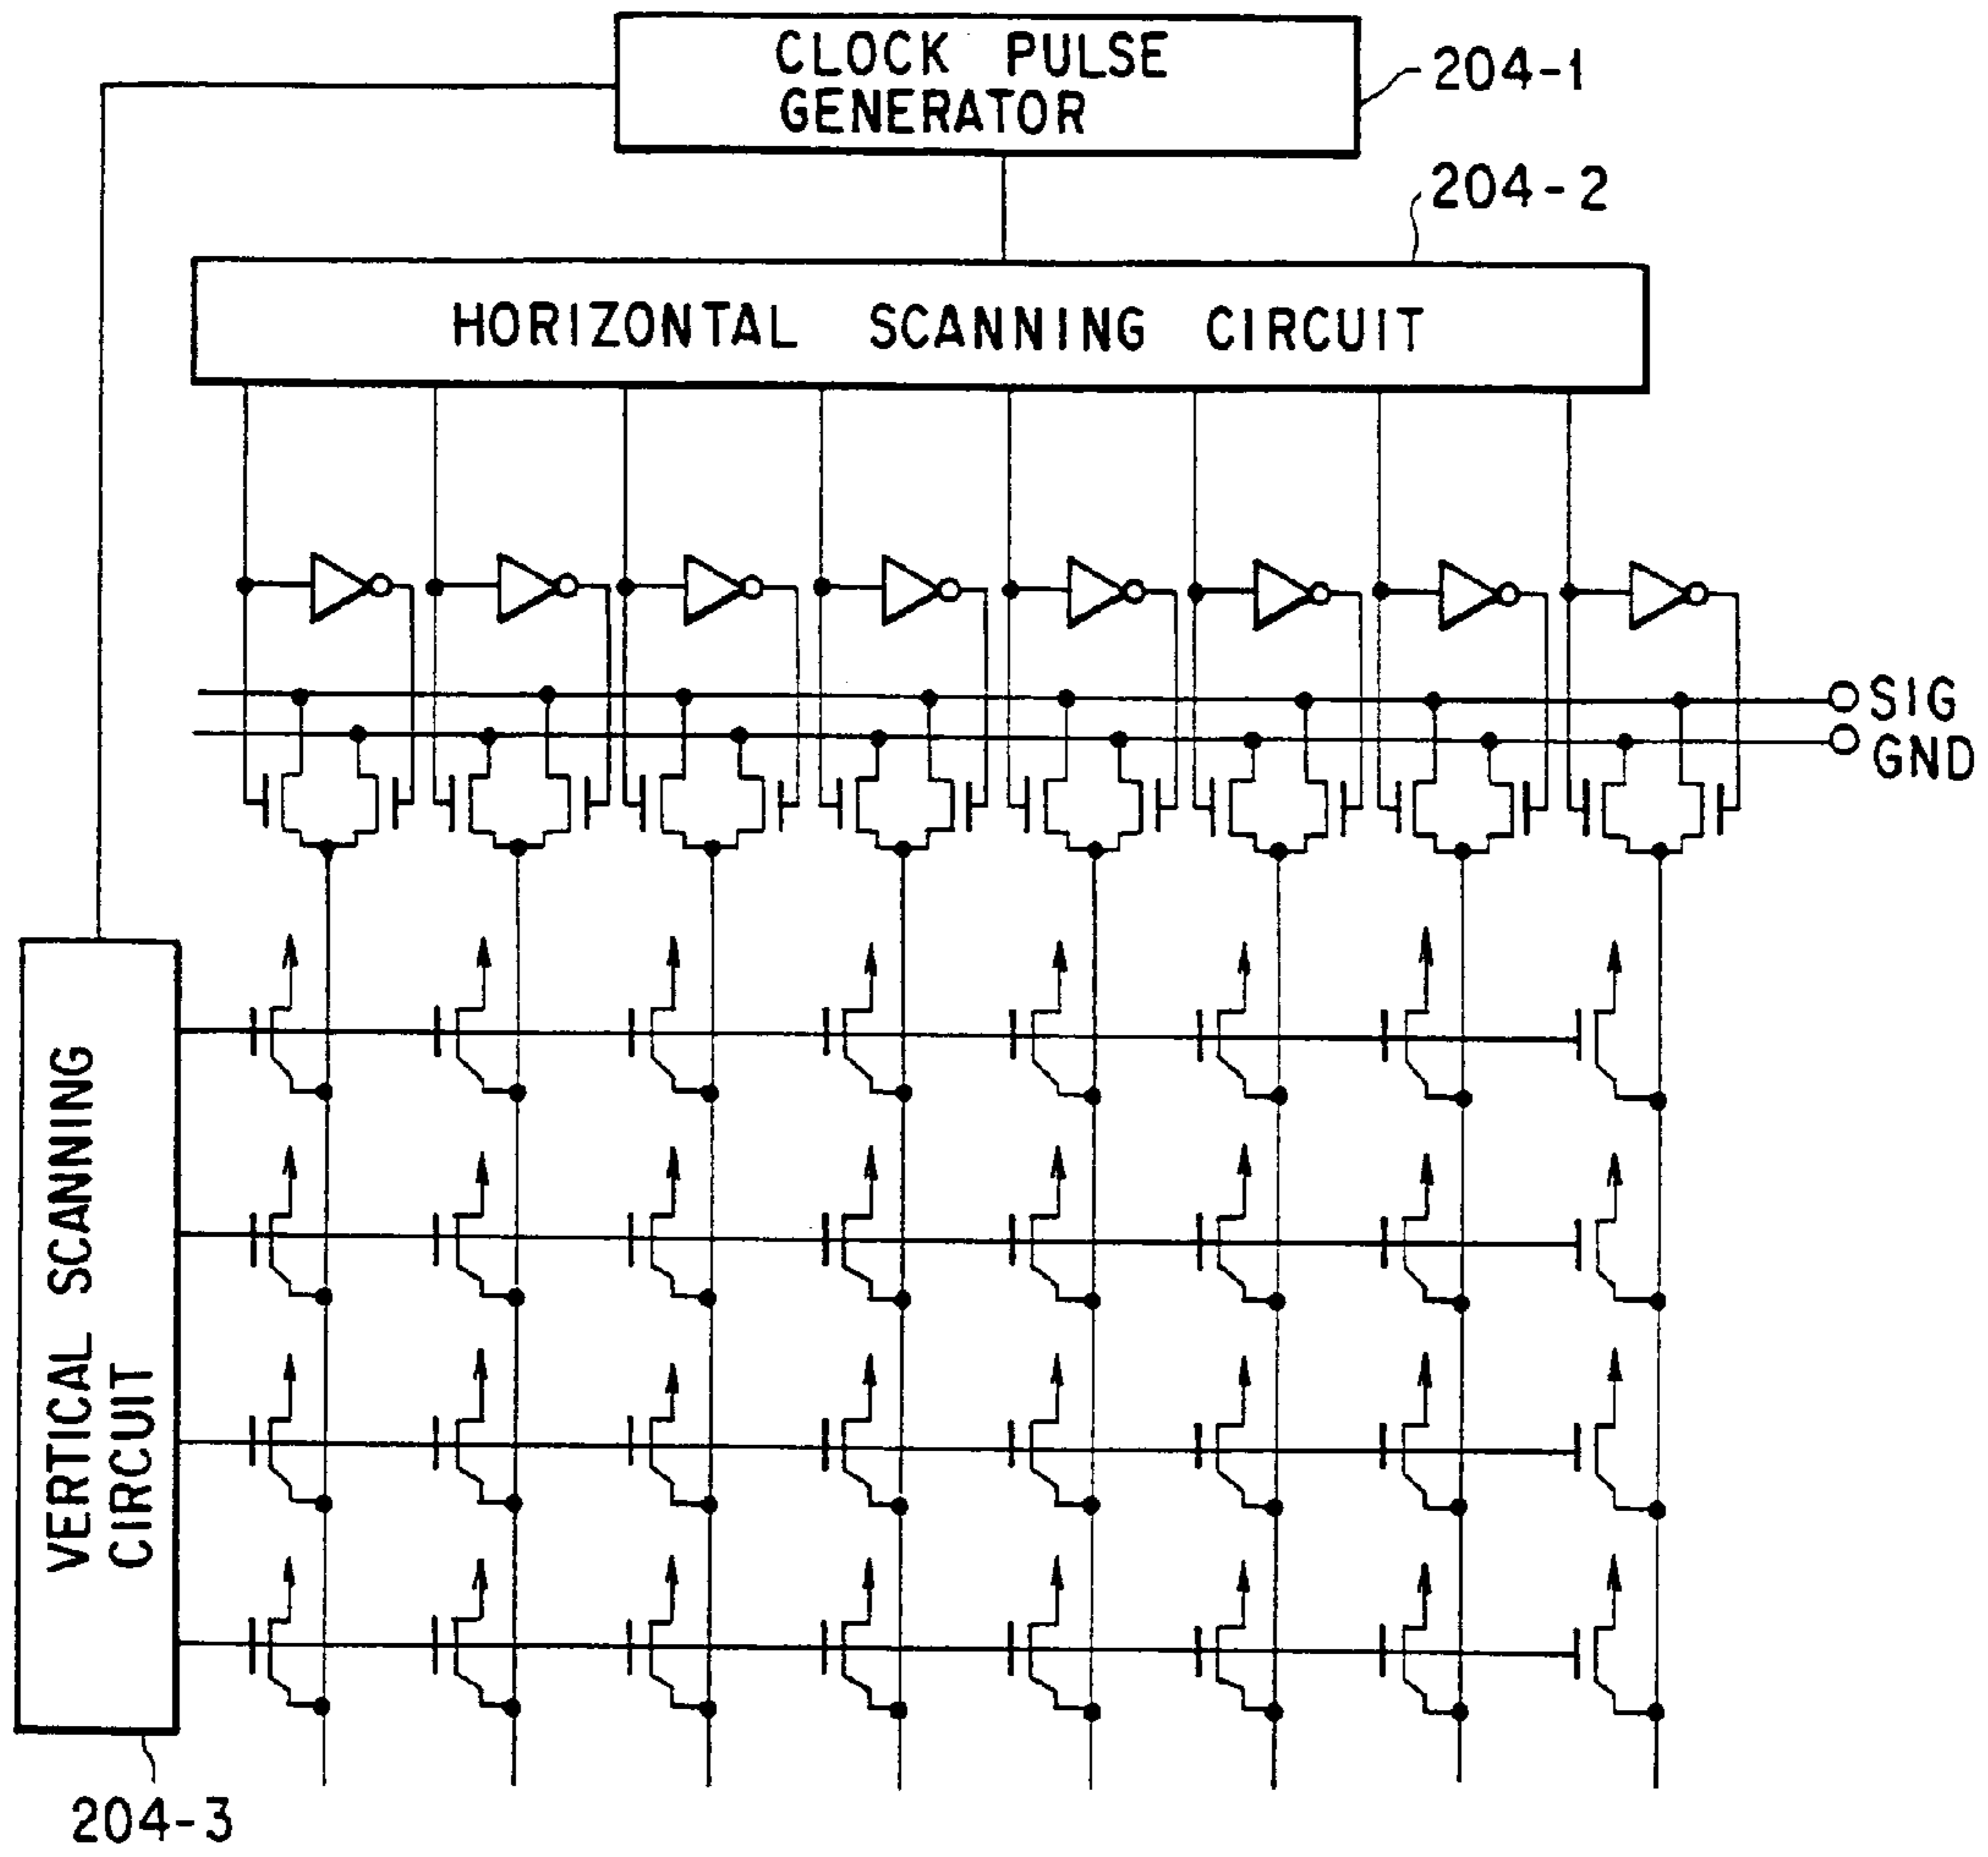 CLOCK PULSE
GENERATOR
204-1
204-2
HORIZONTAL SCANNING CIRCUIT
SIG
GND
VERTICAL SCANNING
CIRCUIT
204-3